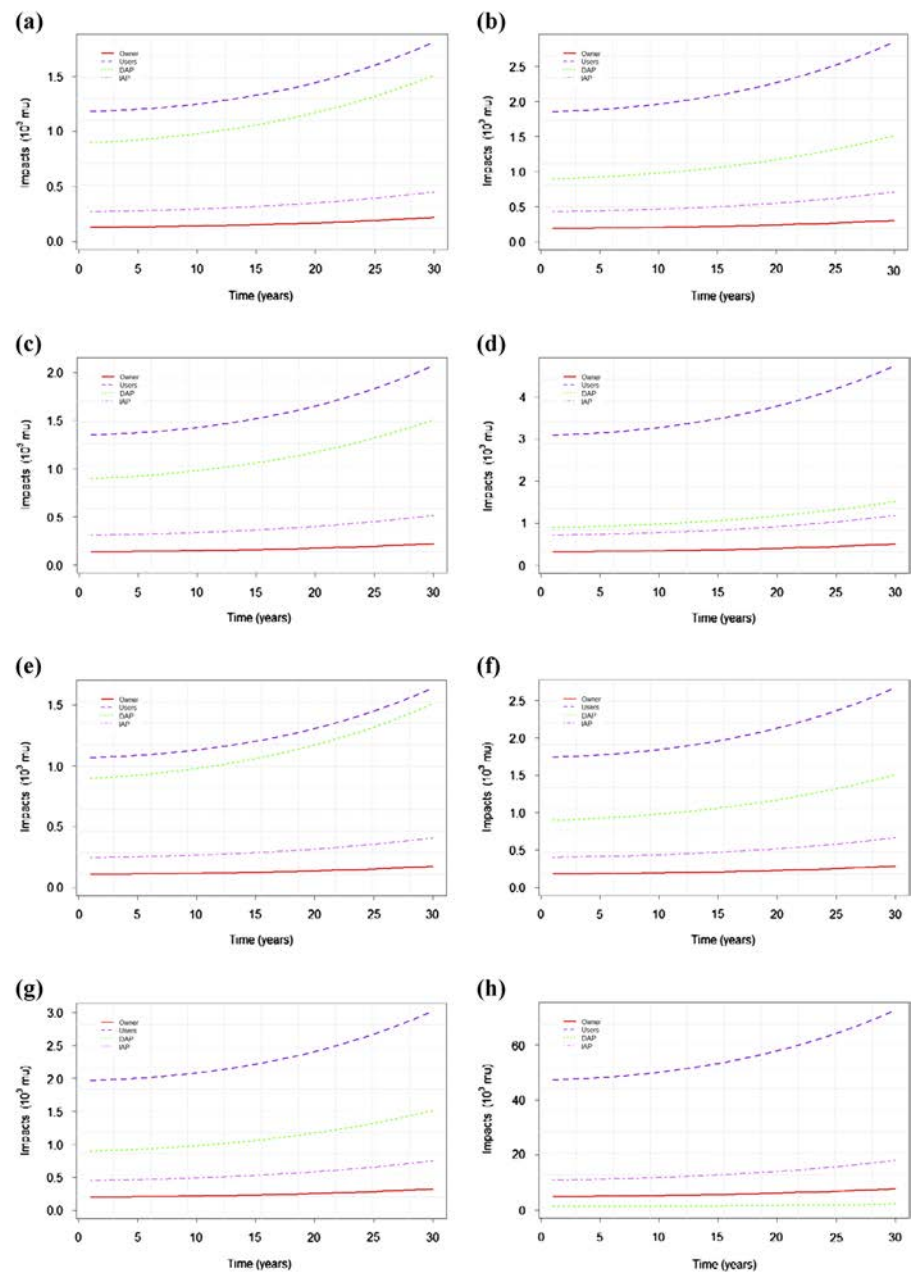 (a)
Impacts (10³ mu)
1.5
1.0
0.5
0.0
Owner
Users
DAP
IAP
0 5 10 15 20 25 30
Time (years)
(b)
Impacts (10³ mu)
2.5
2.0
1.5
1.0
0.5
0.0
Owner
Users
DAP
IAP
0 5 10 15 20 25 30
Time (years)
(c)
Impacts (10³ mu)
2.0
1.5
1.0
0.5
0.0
Owner
Users
DAP
IAP
0 5 10 15 20 25 30
Time (years)
(d)
Impacts (10³ mu)
4
3
2
1
0
Owner
Users
DAP
IAP
0 5 10 15 20 25 30
Time (years)
(e)
Impacts (10³ mu)
1.5
1.0
0.5
0.0
Owner
Users
DAP
IAP
0 5 10 15 20 25 30
Time (years)
(f)
Impacts (10³ mu)
2.5
2.0
1.5
1.0
0.5
0.0
Owner
Users
DAP
IAP
0 5 10 15 20 25 30
Time (years)
(g)
Impacts (10³ mu)
3.0
2.5
2.0
1.5
1.0
0.5
0.0
Owner
Users
DAP
IAP
0 5 10 15 20 25 30
Time (years)
(h)
Impacts (10³ mu)
60
40
20
0
Owner
Users
DAP
IAP
0 5 10 15 20 25 30
Time (years)